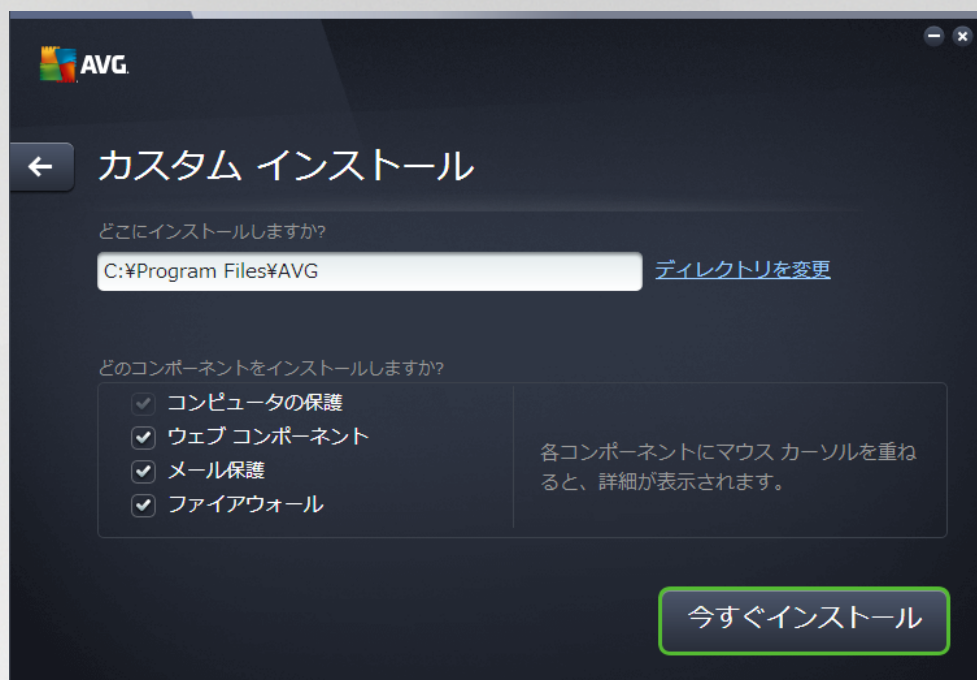 AVG.
カスタム インストール
どこにインストールしますか?
C:¥Program Files¥AVG
ディレクトリを変更
どのコンポーネントをインストールしますか?
コンピュータの保護
ウェブ コンポーネント
メール保護
ファイアウォール
各コンポーネントにマウス カーソルを重ね
ると、詳細が表示されます。
今すぐインストール